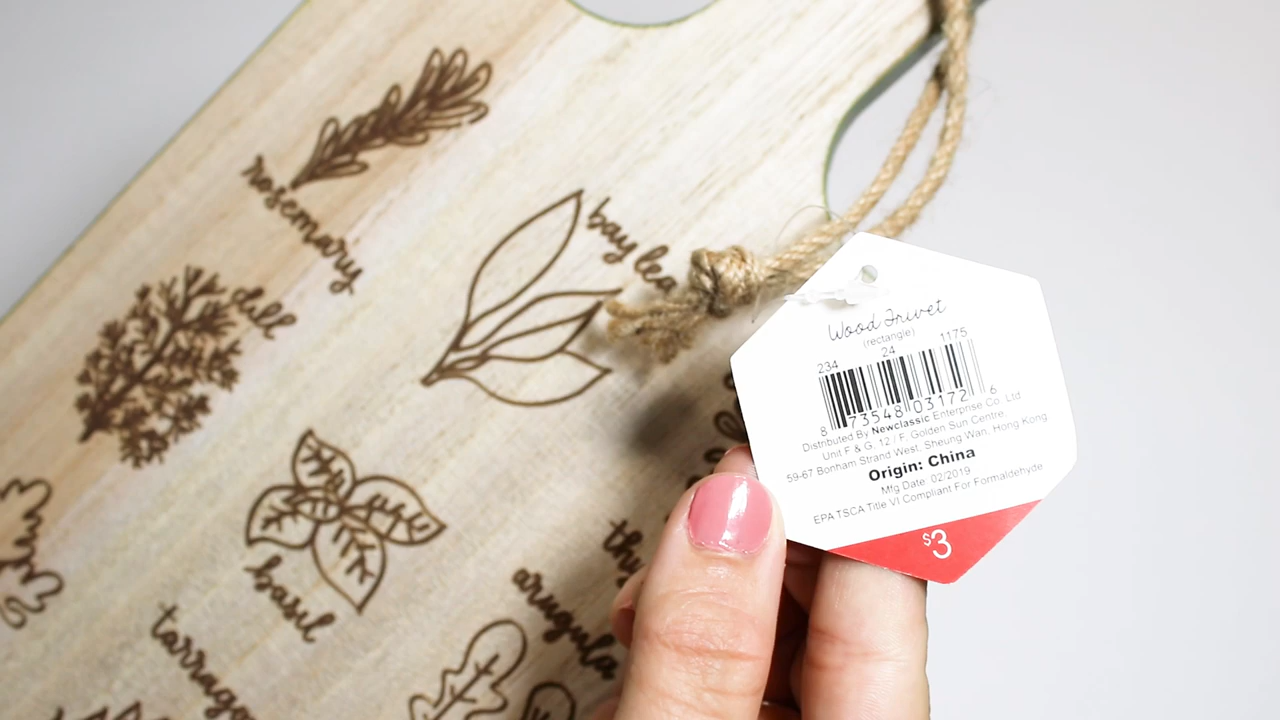 rosemary
bay lea
dill
basil
thy
arugula
tarrago
Wood Trivet
(rectangle)
234 24 1175
8 73548 03172 6
Distributed By Newclassic Enterprise Co. Ltd.
Unit F & G, 12 / F, Golden Sun Centre,
59-67 Bonham Strand West, Sheung Wan, Hong Kong
Origin: China
Mfg Date: 02/2019
EPA TSCA Title VI Compliant For Formaldehyde
$3